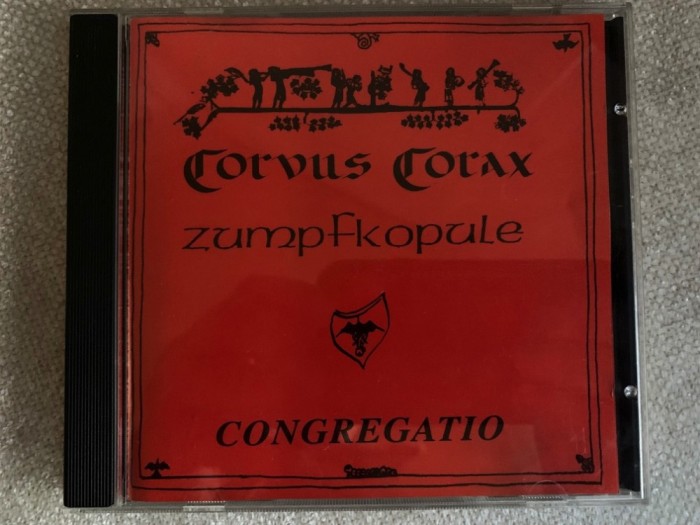 Corvus Corax
zumpfkopule
CONGREGATIO